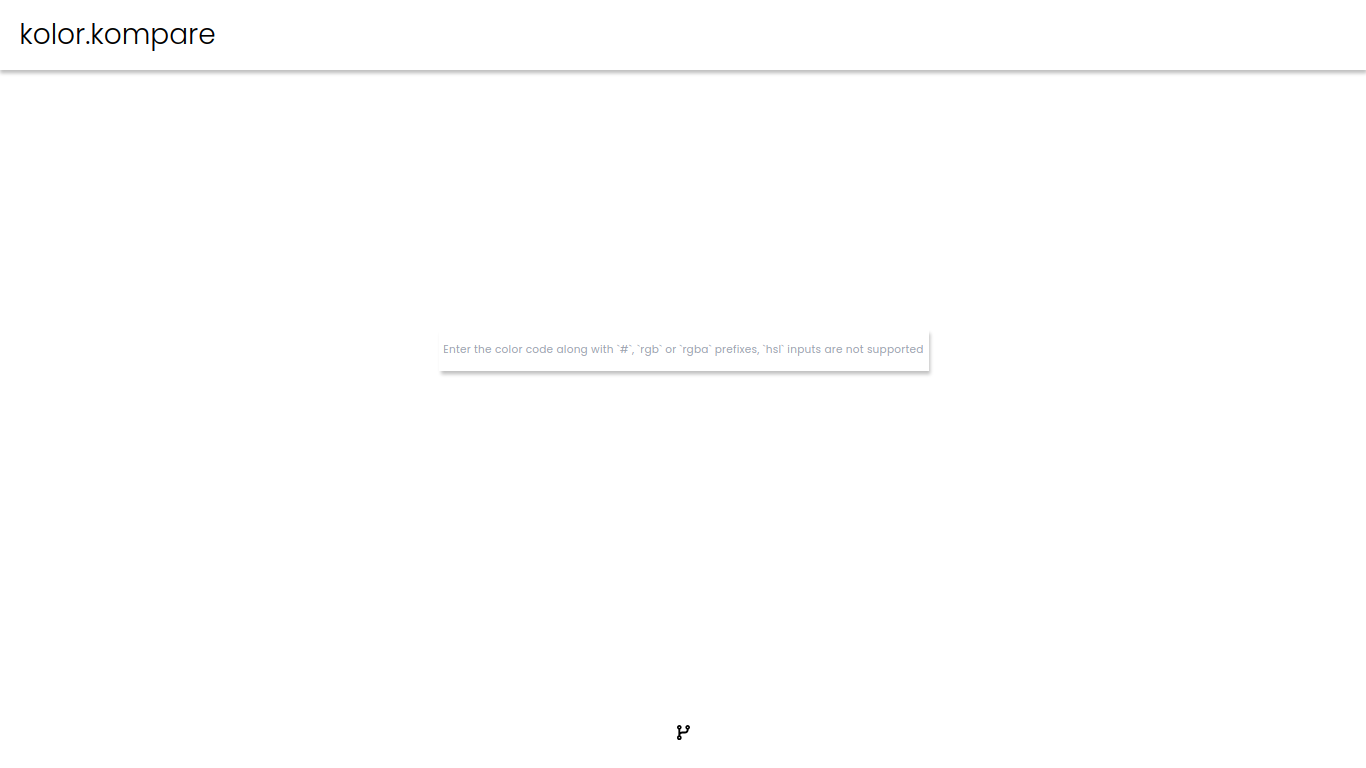 kolor.kompare
Enter the color code along with `#`, `rgb` or `rgba` prefixes, `hsl` inputs are not supported